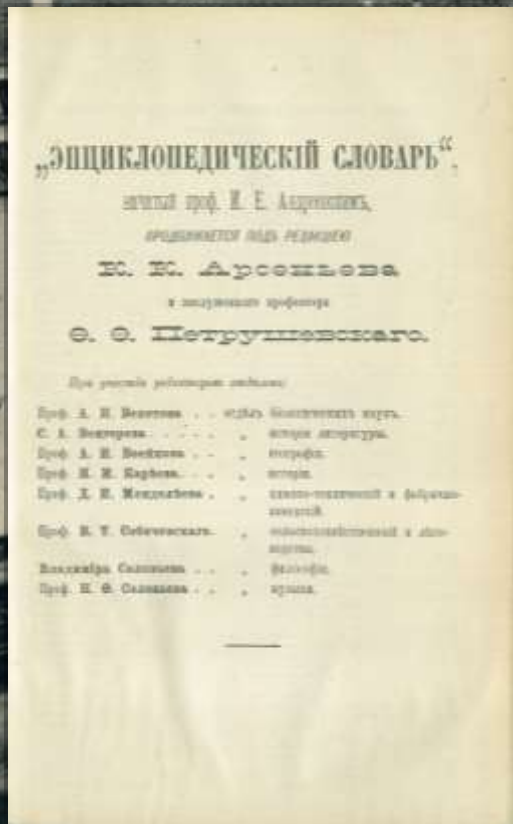 „ЭНЦИКЛОПЕДИЧЕСКІЙ СЛОВАРЬ“,
начатый проф. И. Е. Андреевскимъ,
ПРОДОЛЖАЕТСЯ ПОДЪ РЕДАКЦІЕЮ
К. К. Арсеньева
и заслуженнаго профессора
Ѳ. Ѳ. Петрушевскаго.
При участіи редакторовъ отдѣловъ:
Проф. А. Н. Бекетова . . отдѣлъ біологическихъ наукъ.
С. А. Венгерова . . . . . „ исторіи литературы.
Проф. А. И. Воейкова . . „ географіи.
Проф. Н. И. Карѣева. . . „ исторіи.
Проф. Д. И. Менделѣева . „ химико-техническій и фабрично-
заводскій.
Проф. В. Т. Собичевскаго. „ сельскохозяйственный и лѣсо-
водства.
Владиміра Соловьева . . „ философіи.
Проф. Н. Ѳ. Соловьева . . „ музыки.